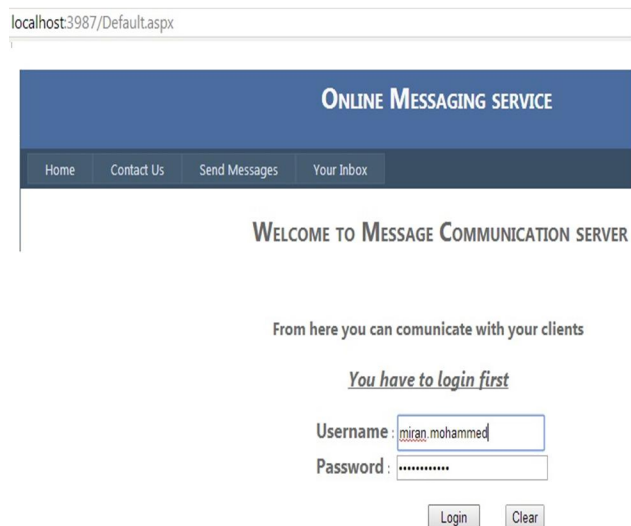 localhost:3987/Default.aspx
ONLINE MESSAGING SERVICE
Home Contact Us Send Messages Your Inbox
WELCOME TO MESSAGE COMMUNICATION SERVER
From here you can comunicate with your clients
You have to login first
Username : miran.mohammed
Password : ••••••••••••
Login Clear